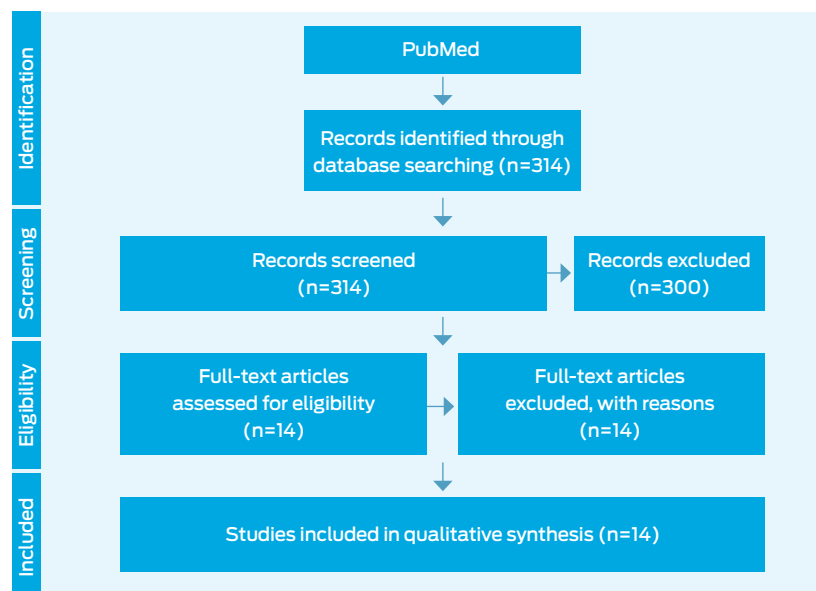 Identification
PubMed
Records identified through
database searching (n=314)
Screening
Records screened
(n=314)
Records excluded
(n=300)
Eligibility
Full-text articles
assessed for eligibility
(n=14)
Full-text articles
excluded, with reasons
(n=14)
Included
Studies included in qualitative synthesis (n=14)